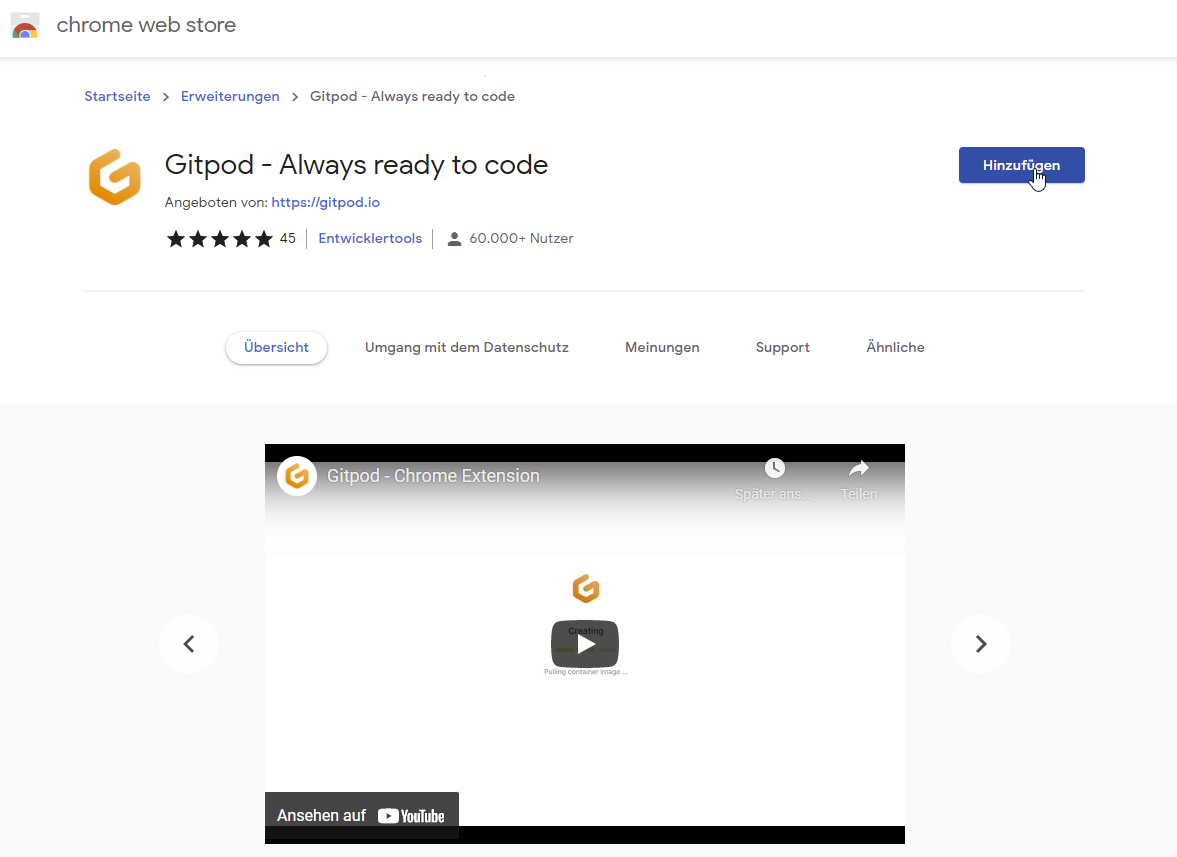 chrome web store
Startseite > Erweiterungen > Gitpod - Always ready to code
Gitpod - Always ready to code
Hinzufügen
Angeboten von: https://gitpod.io
45 Entwicklertools 60.000+ Nutzer
Übersicht Umgang mit dem Datenschutz Meinungen Support Ähnliche
Gitpod - Chrome Extension
Später ans... Teilen
Creating
Pulling container image ...
Ansehen auf YouTube